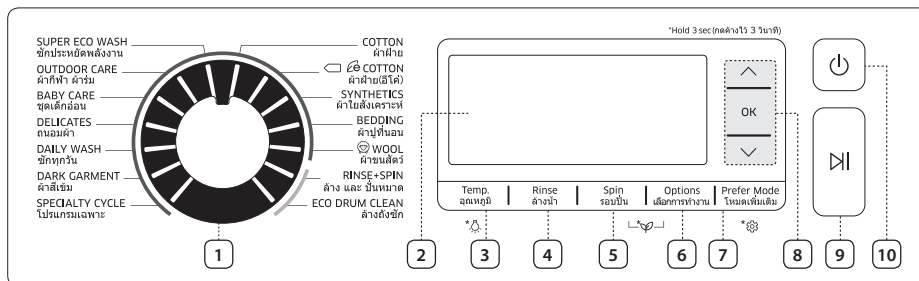 *Hold 3 sec (กดค้างไว้ 3 วินาที)
SUPER ECO WASH
ซักประหยัดพลังงาน
OUTDOOR CARE
ผ้ากีฬา ผ้าร่ม
BABY CARE
ชุดเด็กอ่อน
DELICATES
ถนอมผ้า
DAILY WASH
ซักทุกวัน
DARK GARMENT
ผ้าสีเข้ม
SPECIALTY CYCLE
โปรแกรมเฉพาะ
COTTON
ผ้าฝ้าย
COTTON
ผ้าฝ้าย(อีโค่)
SYNTHETICS
ผ้าใยสังเคราะห์
BEDDING
ผ้าปูที่นอน
WOOL
ผ้าขนสัตว์
RINSE+SPIN
ล้าง และ ปั่นหมาด
ECO DRUM CLEAN
ล้างถังซัก
OK
Temp.
อุณหภูมิ
Rinse
ล้างน้ำ
Spin
รอบปั่น
Options
เลือกการทำงาน
Prefer Mode
โหมดเพิ่มเติม
* * *
1 2 3 4 5 6 7 8 9 10